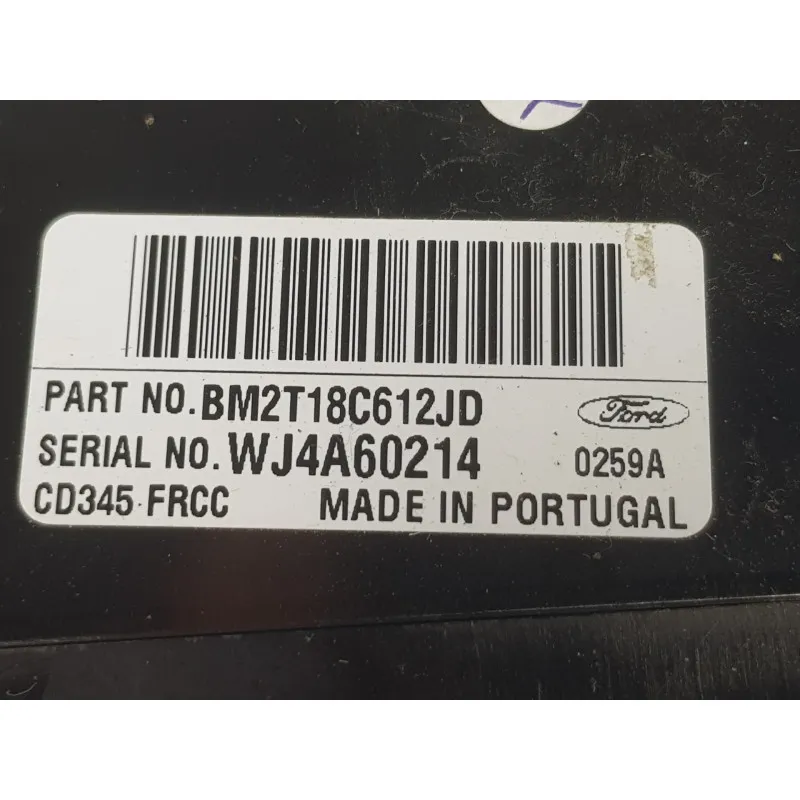 PART NO. BM2T18C612JD
Ford
SERIAL NO. WJ4A60214
0259A
CD345 FRCC
MADE IN PORTUGAL